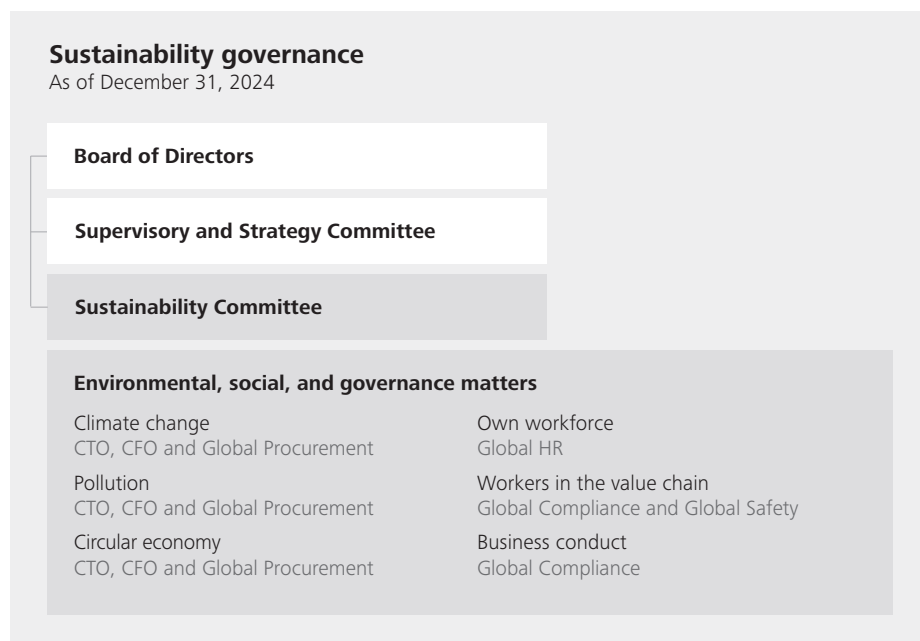 Sustainability governance
As of December 31, 2024
Board of Directors
Supervisory and Strategy Committee
Sustainability Committee
Environmental, social, and governance matters
Climate change
CTO, CFO and Global Procurement
Pollution
CTO, CFO and Global Procurement
Circular economy
CTO, CFO and Global Procurement
Own workforce
Global HR
Workers in the value chain
Global Compliance and Global Safety
Business conduct
Global Compliance